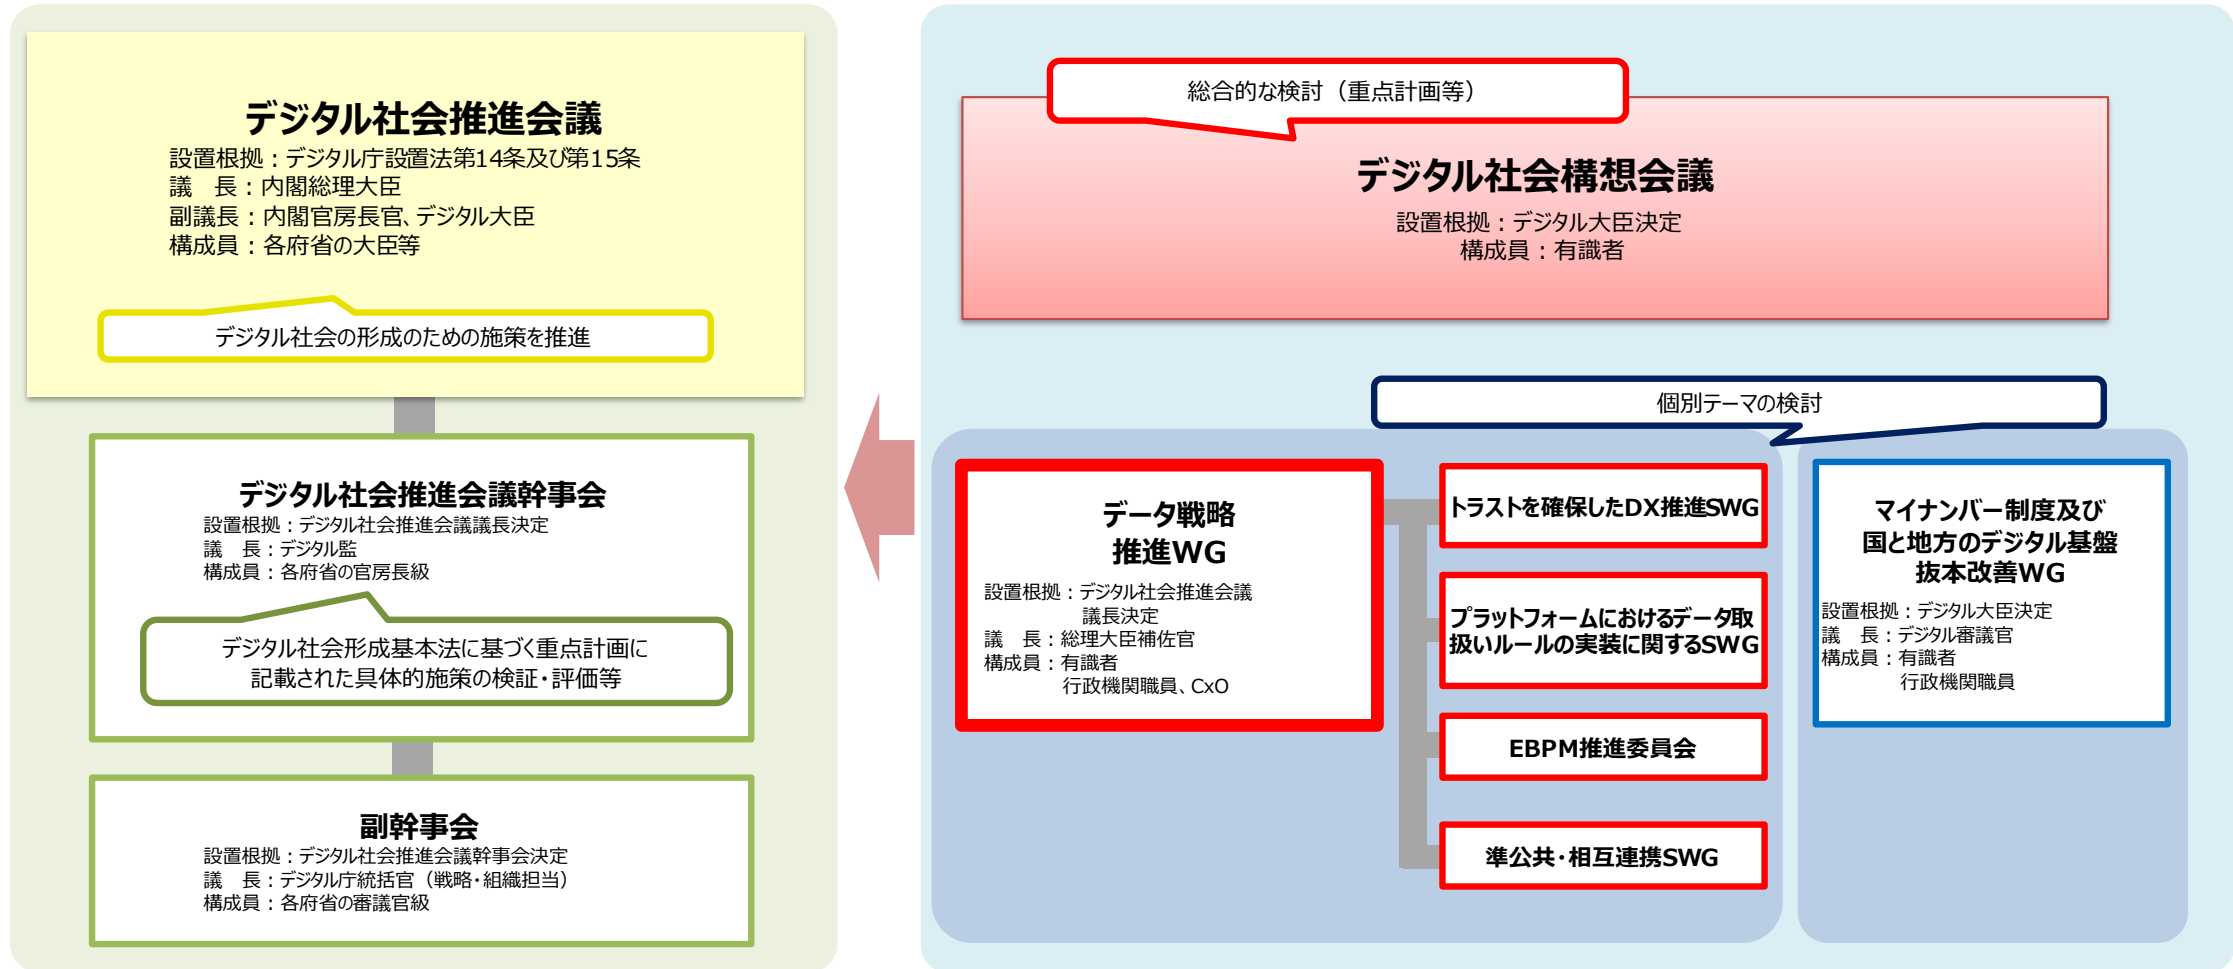 デジタル社会推進会議
設置根拠：デジタル庁設置法第14条及び第15条
議　長：内閣総理大臣
副議長：内閣官房長官、デジタル大臣
構成員：各府省の大臣等
デジタル社会の形成のための施策を推進
デジタル社会推進会議幹事会
設置根拠：デジタル社会推進会議議長決定
議　長：デジタル監
構成員：各府省の官房長級
デジタル社会形成基本法に基づく重点計画に
記載された具体的施策の検証・評価等
副幹事会
設置根拠：デジタル社会推進会議幹事会決定
議　長：デジタル庁統括官（戦略・組織担当）
構成員：各府省の審議官級
総合的な検討（重点計画等）
デジタル社会構想会議
設置根拠：デジタル大臣決定
構成員：有識者
個別テーマの検討
データ戦略
推進WG
設置根拠：デジタル社会推進会議
議長決定
議　長：総理大臣補佐官
構成員：有識者
行政機関職員、CxO
トラストを確保したDX推進SWG
プラットフォームにおけるデータ取
扱いルールの実装に関するSWG
EBPM推進委員会
準公共・相互連携SWG
マイナンバー制度及び
国と地方のデジタル基盤
抜本改善WG
設置根拠：デジタル大臣決定
議　長：デジタル審議官
構成員：有識者
行政機関職員